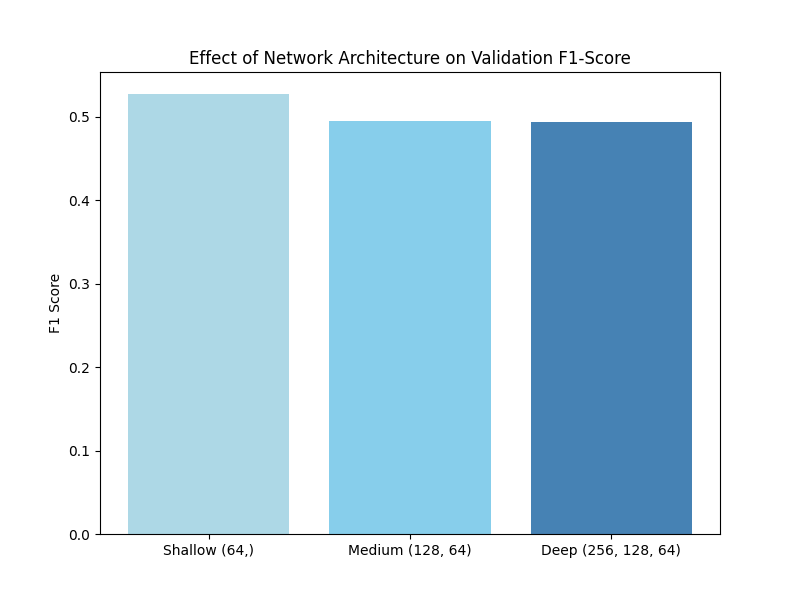 Effect of Network Architecture on Validation F1-Score
F1 Score
0.5
0.4
0.3
0.2
0.1
0.0
Shallow (64,)
Medium (128, 64)
Deep (256, 128, 64)